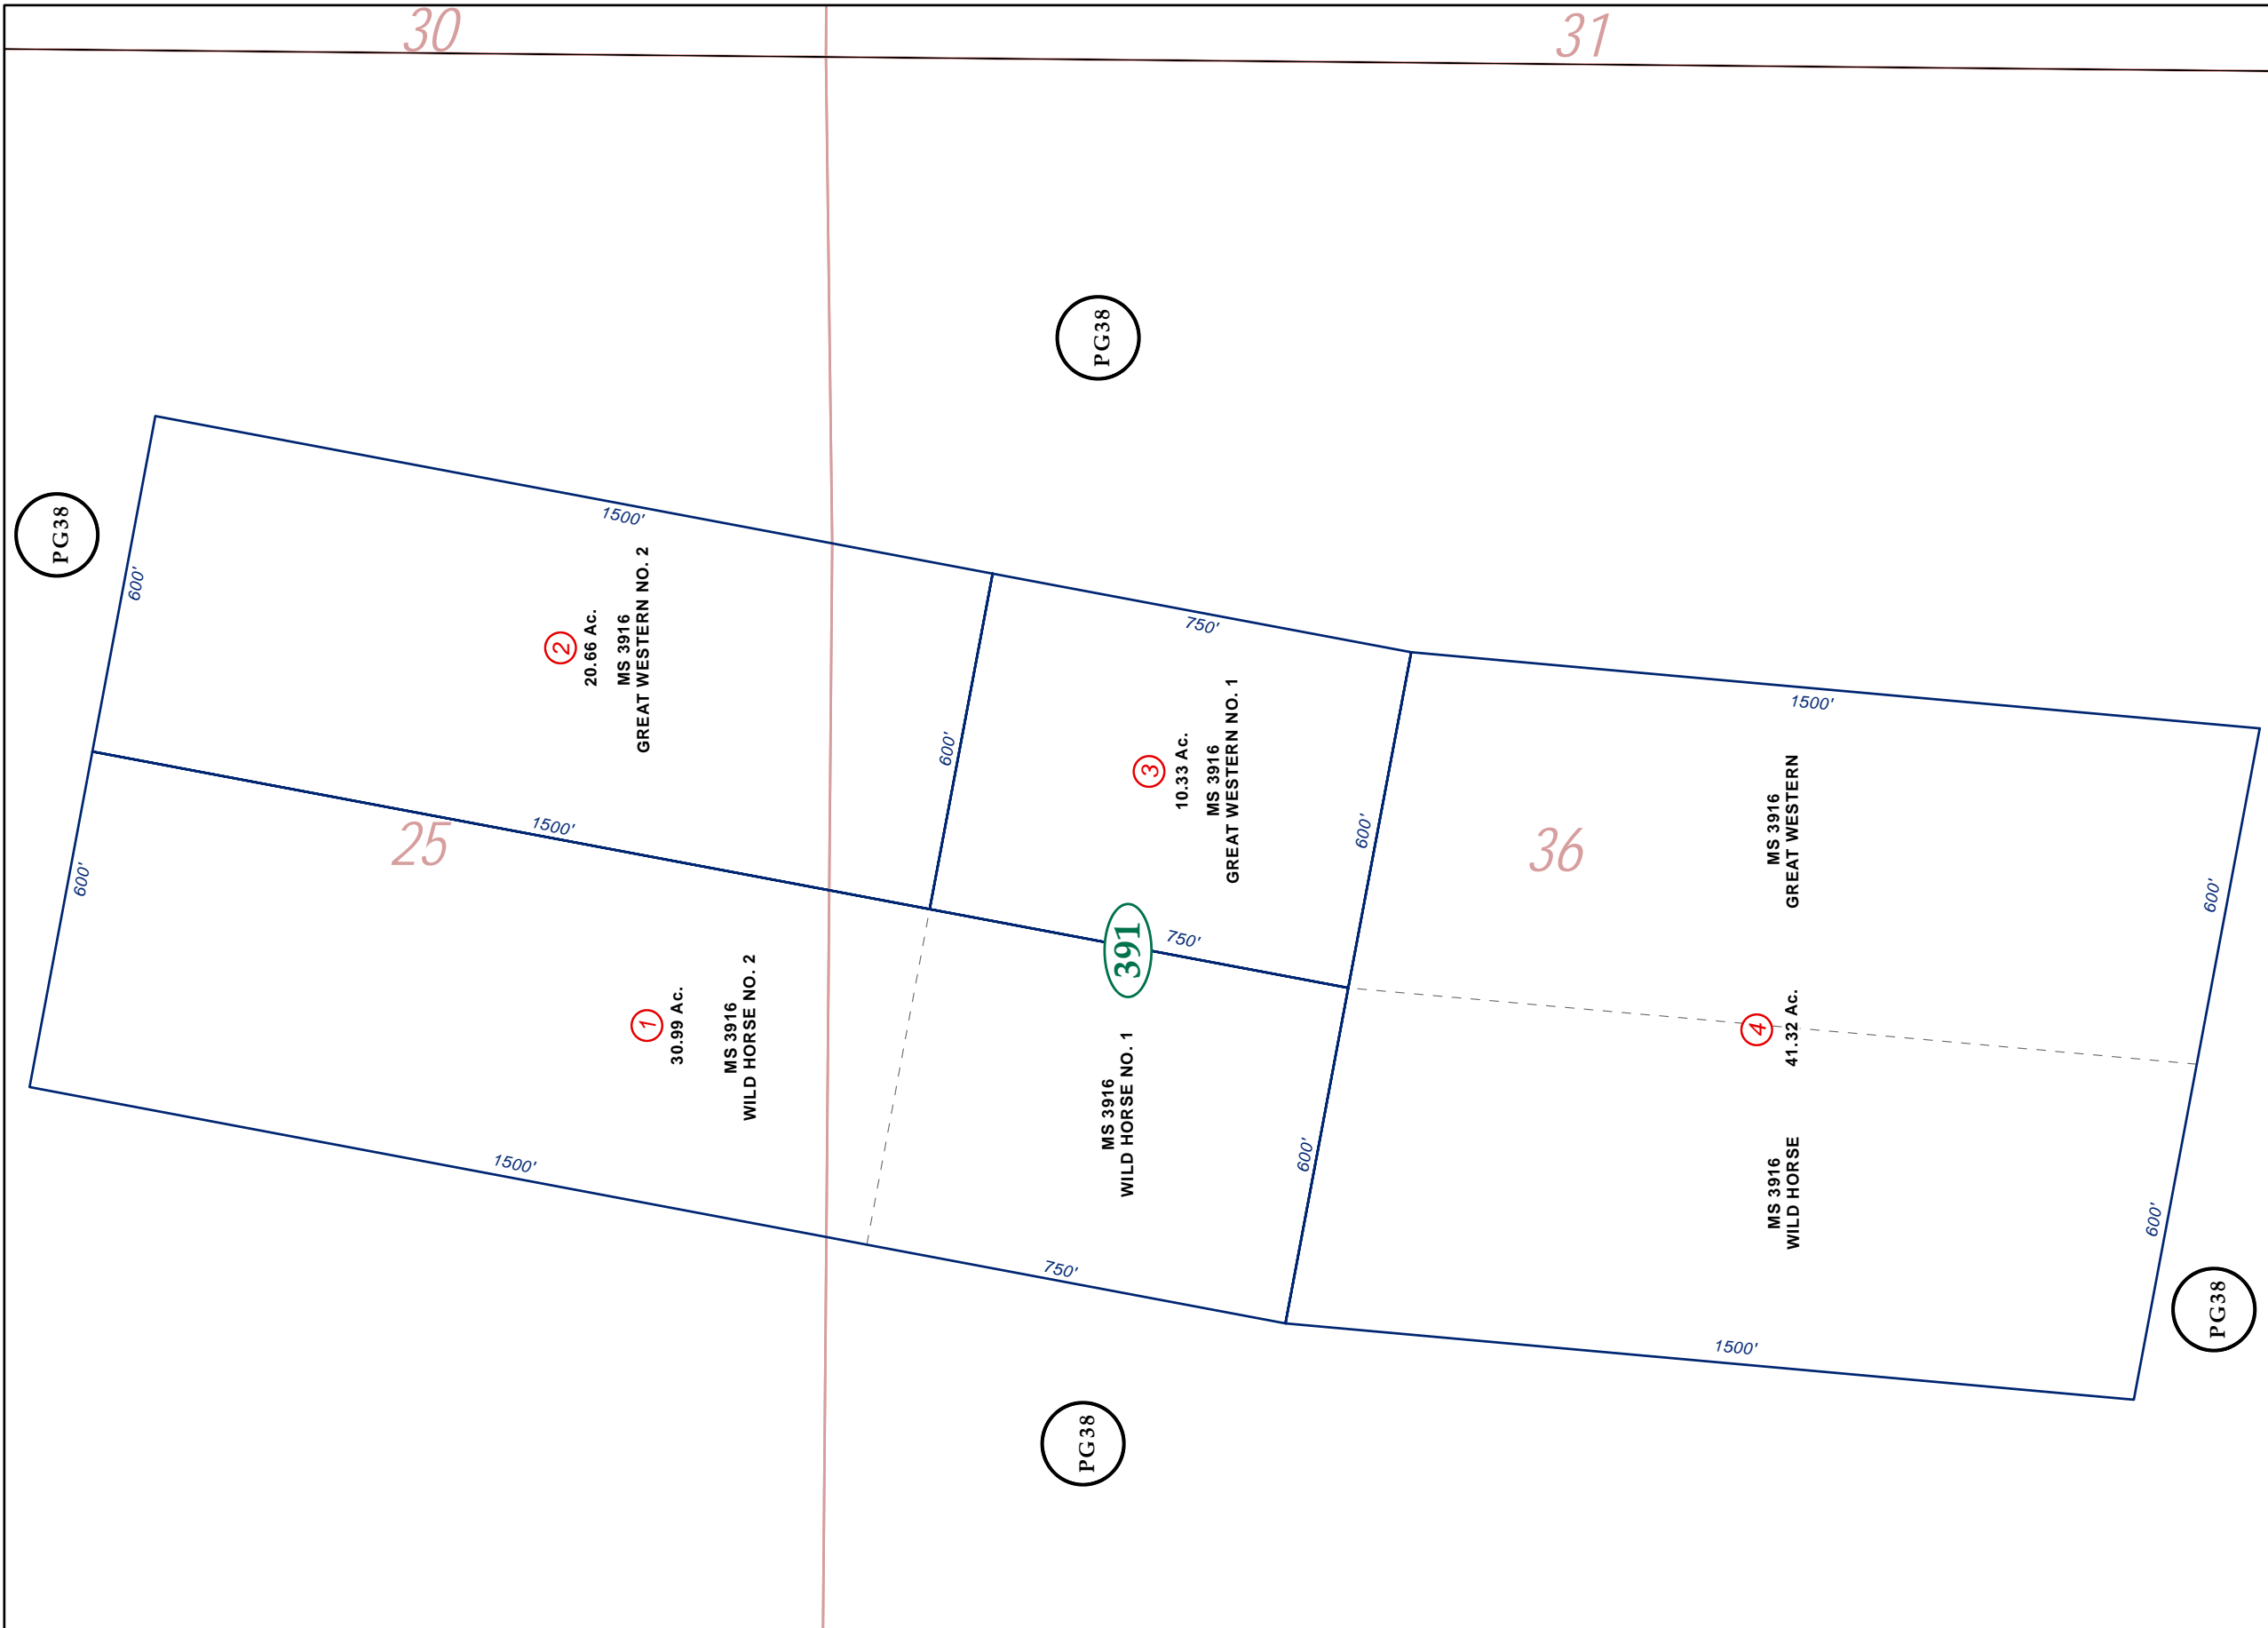 30
31
PG38
PG38
1500'
600'
2
20.66 Ac.
MS 3916
GREAT WESTERN NO. 2
600'
750'
3
10.33 Ac.
MS 3916
GREAT WESTERN NO. 1
1500'
600'
MS 3916
GREAT WESTERN
36
600'
25
1500'
600'
391
750'
1
30.99 Ac.
MS 3916
WILD HORSE NO. 2
MS 3916
WILD HORSE NO. 1
600'
4
41.32 Ac.
MS 3916
WILD HORSE
600'
1500'
750'
1500'
PG38
PG38